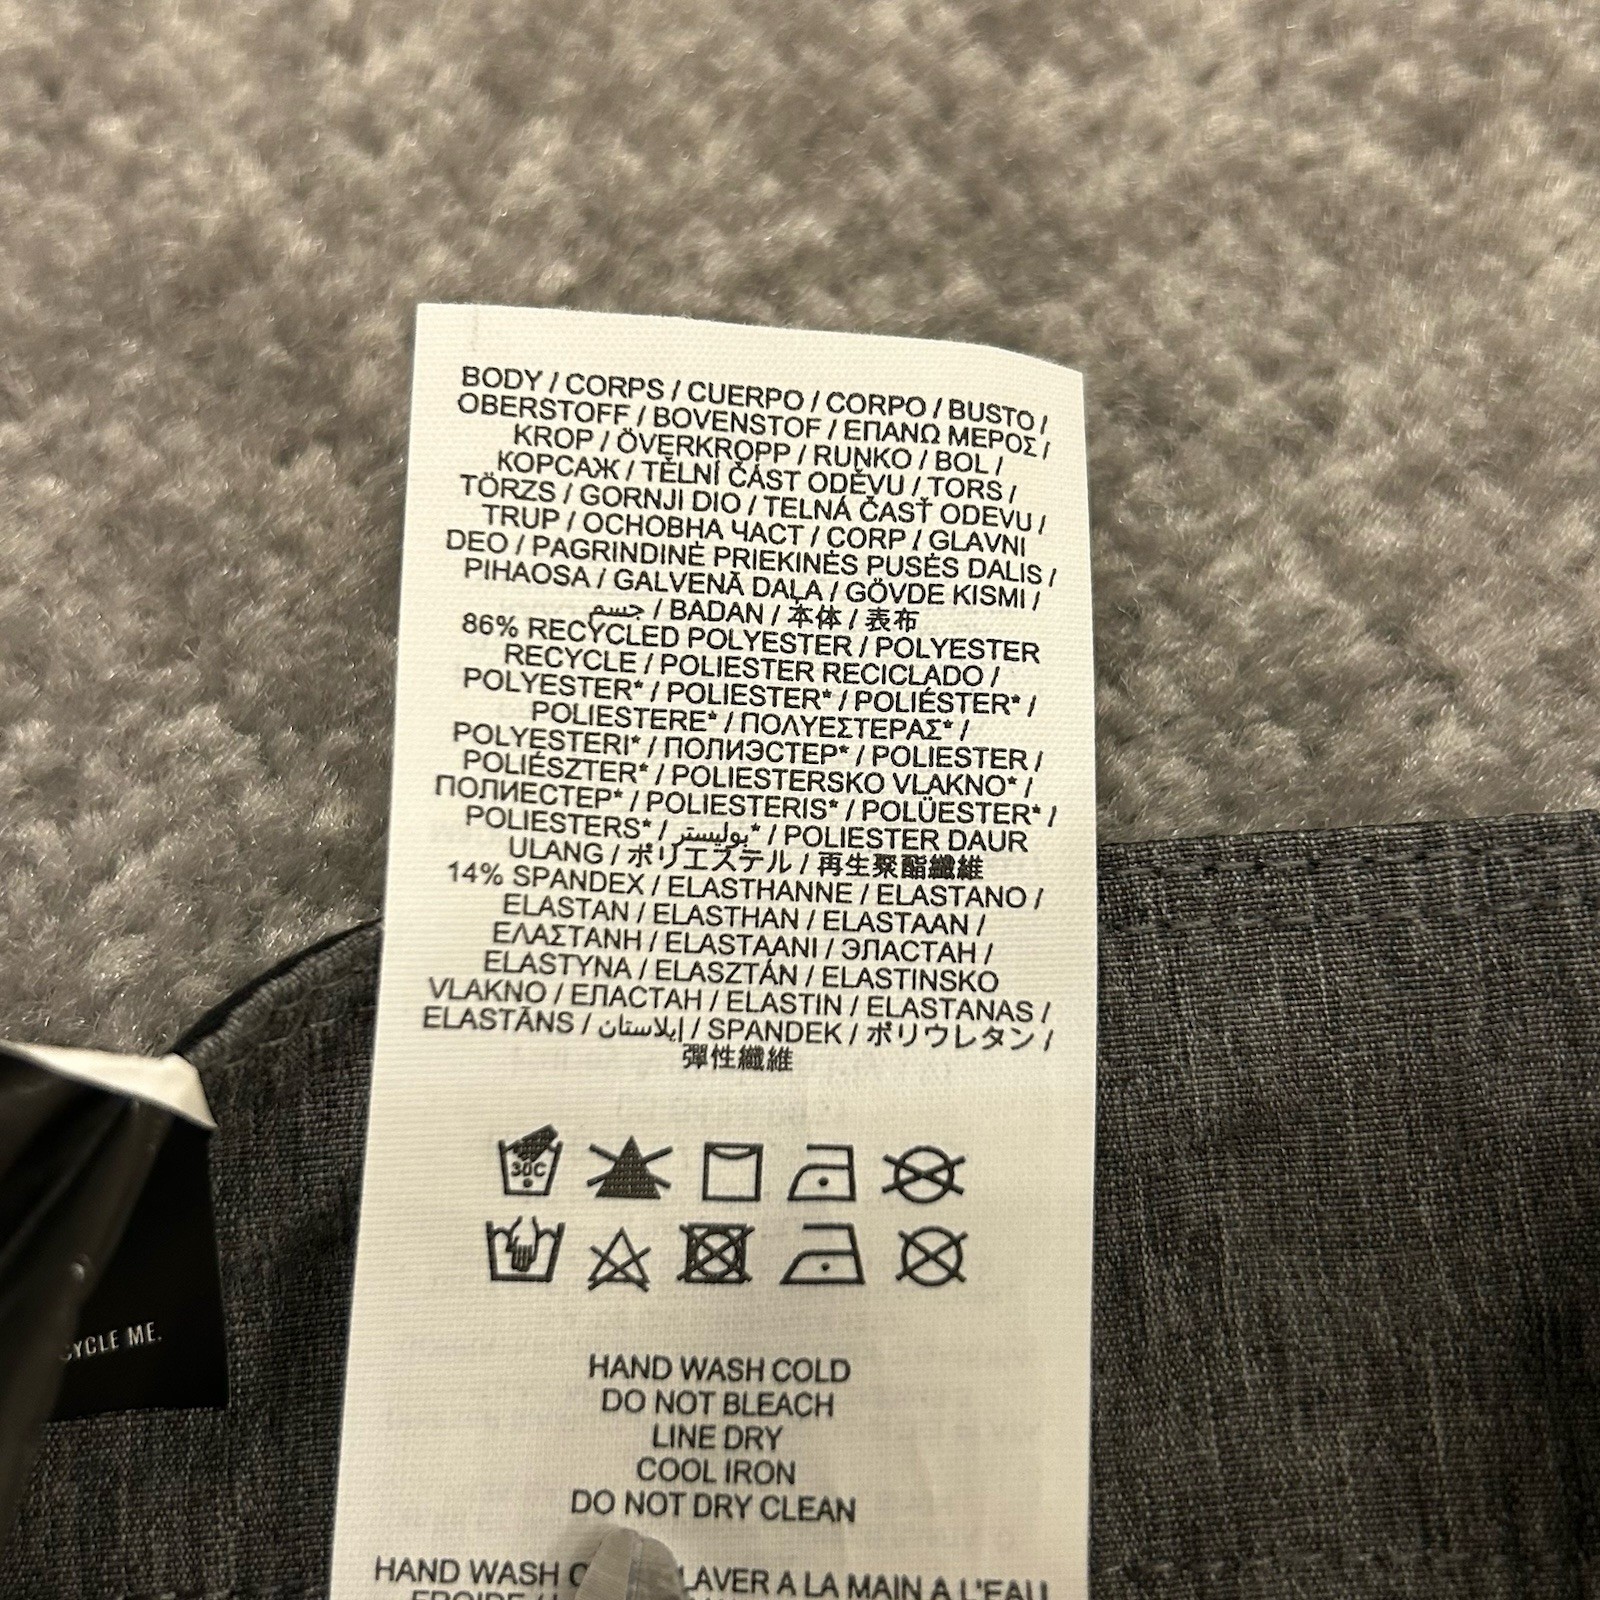 BODY / CORPS / CUERPO / CORPO / BUSTO /
OBERSTOFF / BOVENSTOF / ΕΠΑΝΩ ΜΕΡΟΣ /
KROP / ÖVERKROPP / RUNKO / BOL /
КОРСАЖ / TĚLNÍ ČÁST ODĚVU / TORS /
TÖRZS / GORNJI DIO / TELNÁ ČASŤ ODEVU /
TRUP / ОСНОВНА ЧАСТ / CORP / GLAVNI
DEO / PAGRINDINĖ PRIEKINĖS PUSĖS DALIS /
PIHAOSA / GALVENĀ DAĻA / GÖVDE KISMI /
جسم / BADAN / 本体 / 表布
86% RECYCLED POLYESTER / POLYESTER
RECYCLE / POLIESTER RECICLADO /
POLYESTER* / POLIESTER* / POLIÉSTER* /
POLIESTERE* / ΠΟΛΥΕΣΤΕΡΑΣ* /
POLYESTERI* / ПОЛИЭСТЕР* / POLIESTER /
POLIÉSZTER* / POLIESTERSKO VLAKNO* /
ПОЛИЕСТЕР* / POLIESTERIS* / POLÜESTER* /
POLIESTERS* / بوليستر* / POLIESTER DAUR
ULANG / ポリエステル / 再生聚酯纖維
14% SPANDEX / ELASTHANNE / ELASTANO /
ELASTAN / ELASTHAN / ELASTAAN /
ΕΛΑΣΤΑΝΗ / ELASTAANI / ЭЛАСТАН /
ELASTYNA / ELASZTÁN / ELASTINSKO
VLAKNO / ЕЛАСТАН / ELASTIN / ELASTANAS /
ELASTĀNS / إيلاستان / SPANDEK / ポリウレタン /
彈性纖維
30C
HAND WASH COLD
DO NOT BLEACH
LINE DRY
COOL IRON
DO NOT DRY CLEAN
HAND WASH LAVER A LA MAIN A L'EAU
ME.